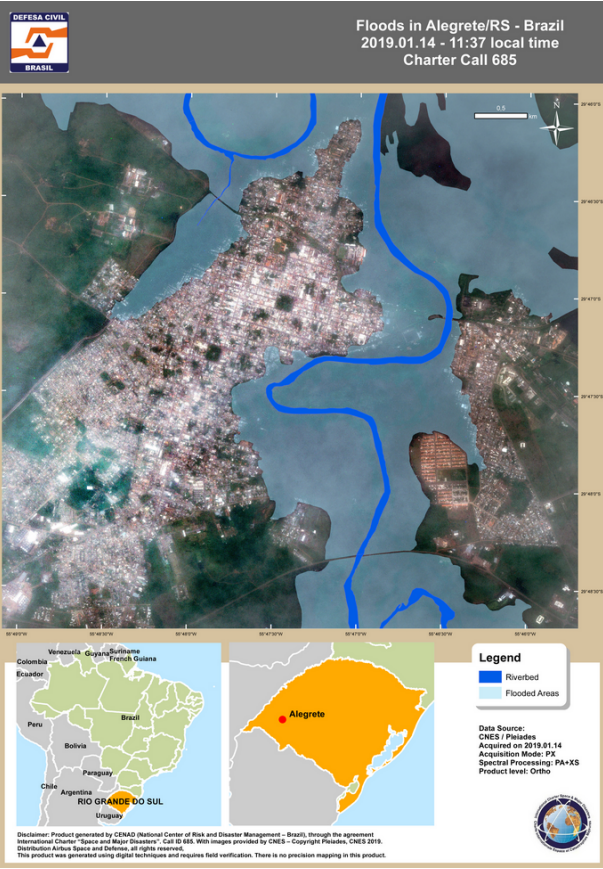 DEFESA CIVIL
BRASIL
Floods in Alegrete/RS - Brazil
2019.01.14 - 11:37 local time
Charter Call 685
0,5
km
N
55°47'0"W
Venezuela
Guyana
Suriname
French Guiana
Colombia
Ecuador
Peru
Brazil
Bolivia
Paraguay
Chile
Argentina
RIO GRANDE DO SUL
Uruguay
Alegrete
Legend
Riverbed
Flooded Areas
Data Source:
CNES / Pleiades
Acquired on 2019.01.14
Acquisition Mode: PX
Spectral Processing: PA+XS
Product level: Ortho
Disclaimer: Product generated by CENAD (National Center of Risk and Disaster Management – Brazil), through the agreement
International Charter "Space and Major Disasters". Call ID 685. With images provided by CNES – Copyright Pleiades, CNES 2019.
Distribution Airbus Space and Defense, all rights reserved,
This product was generated using digital techniques and requires field verification. There is no precision mapping in this product.